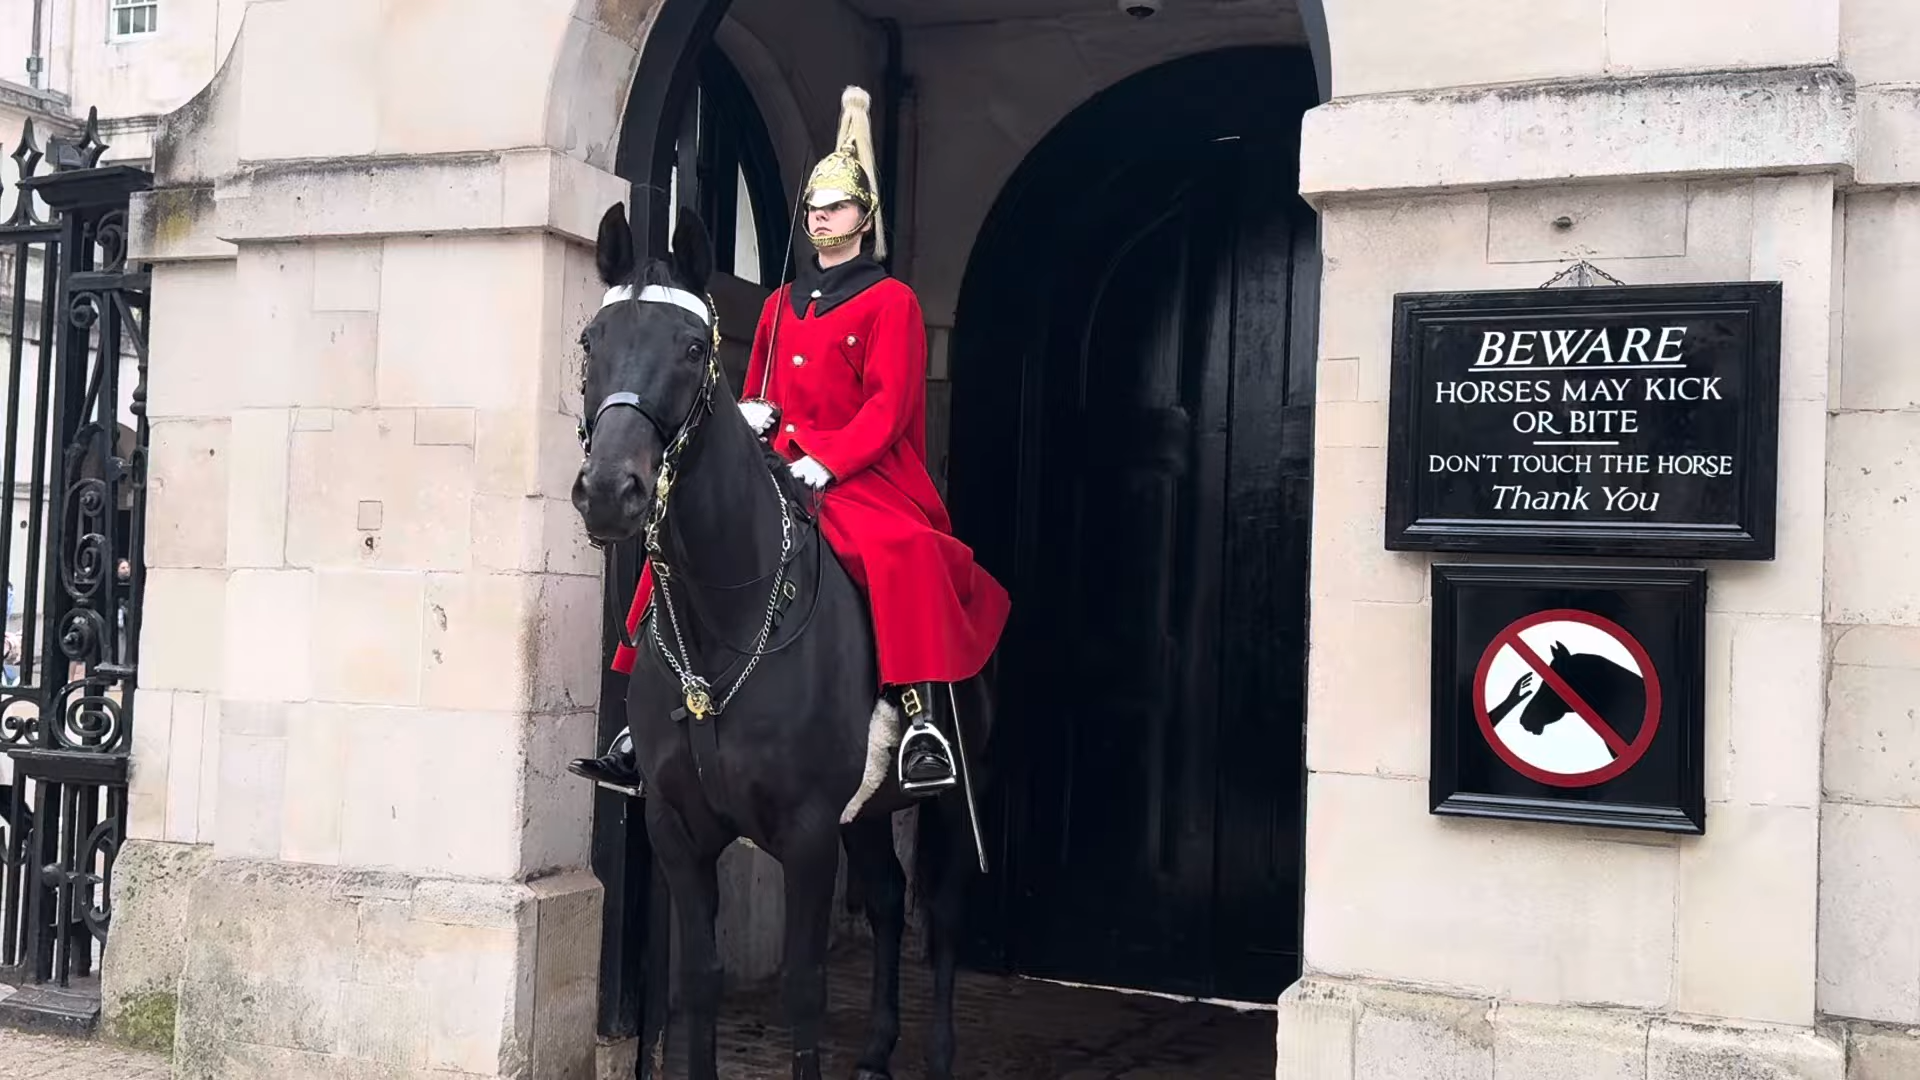 BEWARE
HORSES MAY KICK
OR BITE
DON'T TOUCH THE HORSE
Thank You